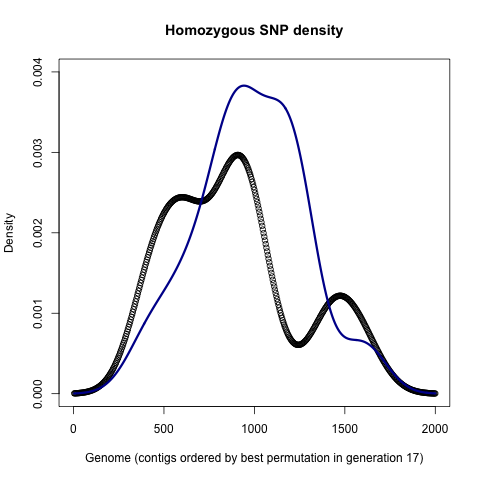 Homozygous SNP density
Density
0.004
0.003
0.002
0.001
0.000
0 500 1000 1500 2000
Genome (contigs ordered by best permutation in generation 17)